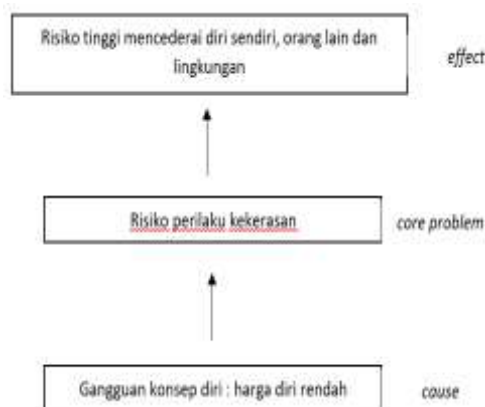 Risiko tinggi mencederai diri sendiri, orang lain dan
lingkungan
effect
Risiko perilaku kekerasan
core problem
Gangguan konsep diri : harga diri rendah
cause